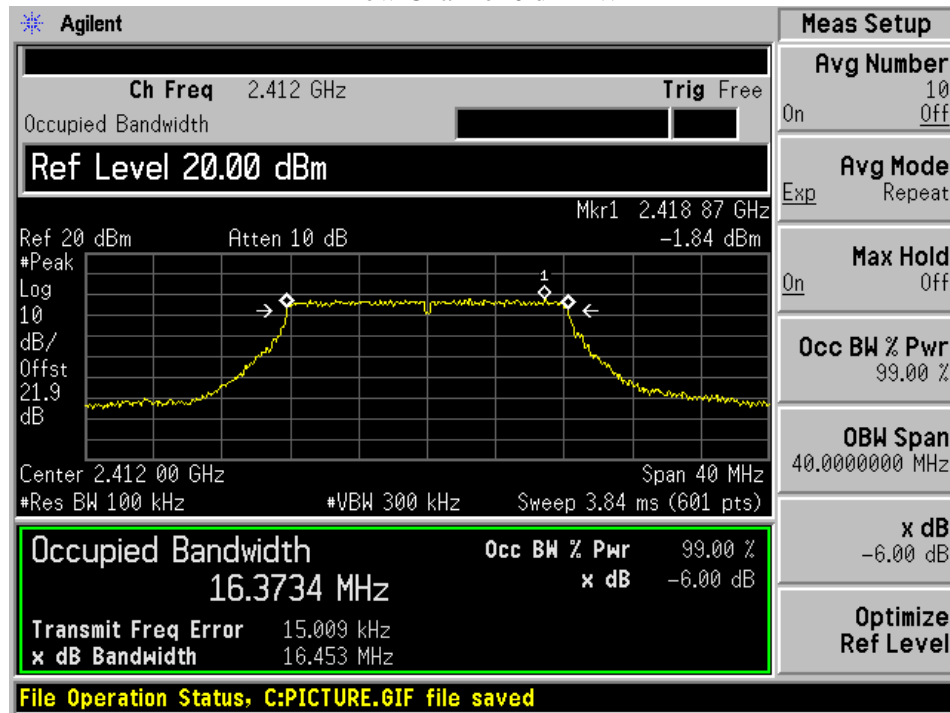 Agilent
Meas Setup
Ch Freq 2.412 GHz Trig Free
Occupied Bandwidth
Ref Level 20.00 dBm
Mkr1 2.418 87 GHz
Ref 20 dBm Atten 10 dB -1.84 dBm
#Peak
Log
10
dB/
Offst
21.9
dB
1
Center 2.412 00 GHz Span 40 MHz
#Res BW 100 kHz #VBW 300 kHz Sweep 3.84 ms (601 pts)
Occupied Bandwidth Occ BW % Pwr 99.00 %
16.3734 MHz x dB -6.00 dB
Transmit Freq Error 15.009 kHz
x dB Bandwidth 16.453 MHz
File Operation Status, C:PICTURE.GIF file saved
Avg Number
10
On Off
Avg Mode
Exp Repeat
Max Hold
On Off
Occ BW % Pwr
99.00 %
OBW Span
40.0000000 MHz
x dB
-6.00 dB
Optimize
Ref Level